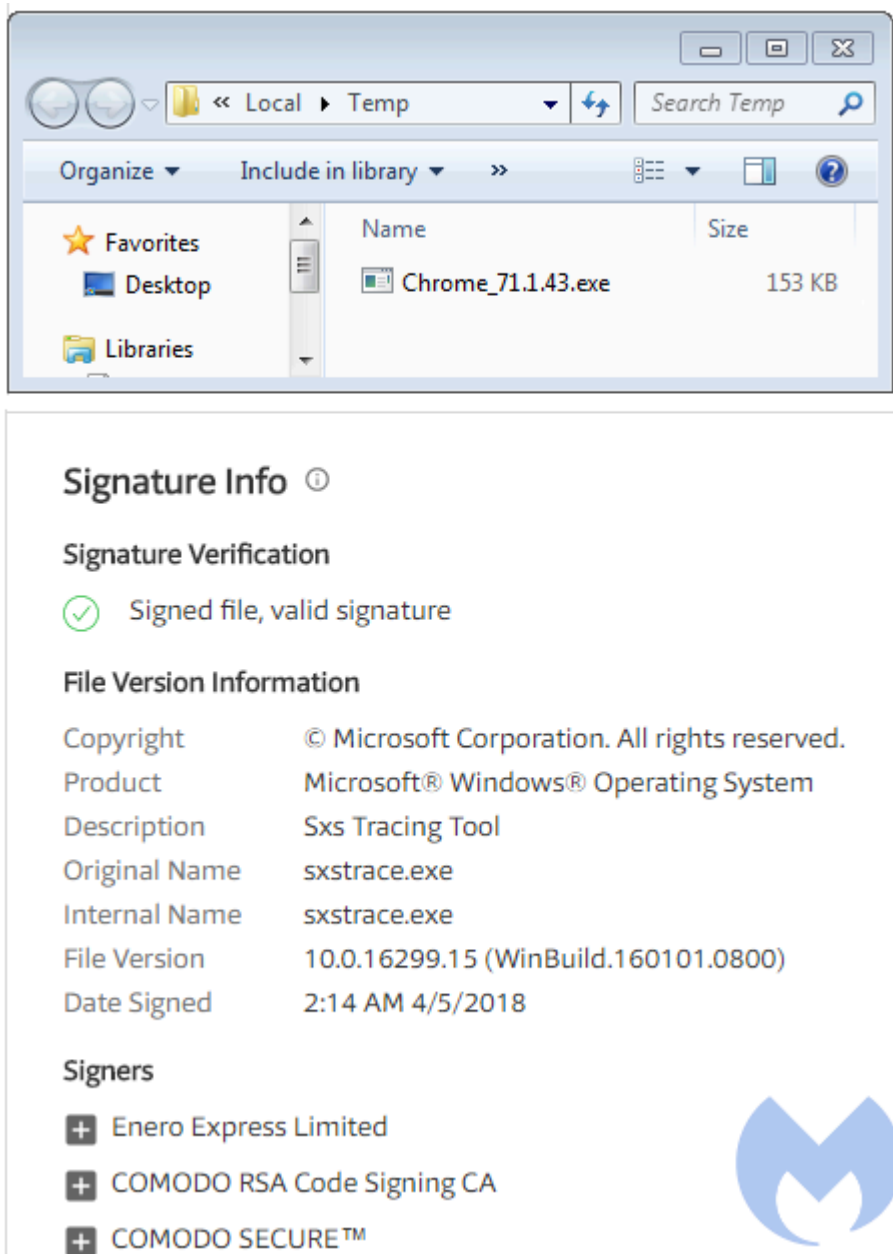 « Local ▸ Temp
Search Temp
Organize ▾ Include in library ▾ »
Favorites
Desktop
Libraries
Name Size
Chrome_71.1.43.exe 153 KB
Signature Info
Signature Verification
Signed file, valid signature
File Version Information
Copyright © Microsoft Corporation. All rights reserved.
Product Microsoft® Windows® Operating System
Description Sxs Tracing Tool
Original Name sxstrace.exe
Internal Name sxstrace.exe
File Version 10.0.16299.15 (WinBuild.160101.0800)
Date Signed 2:14 AM 4/5/2018
Signers
Enero Express Limited
COMODO RSA Code Signing CA
COMODO SECURE™